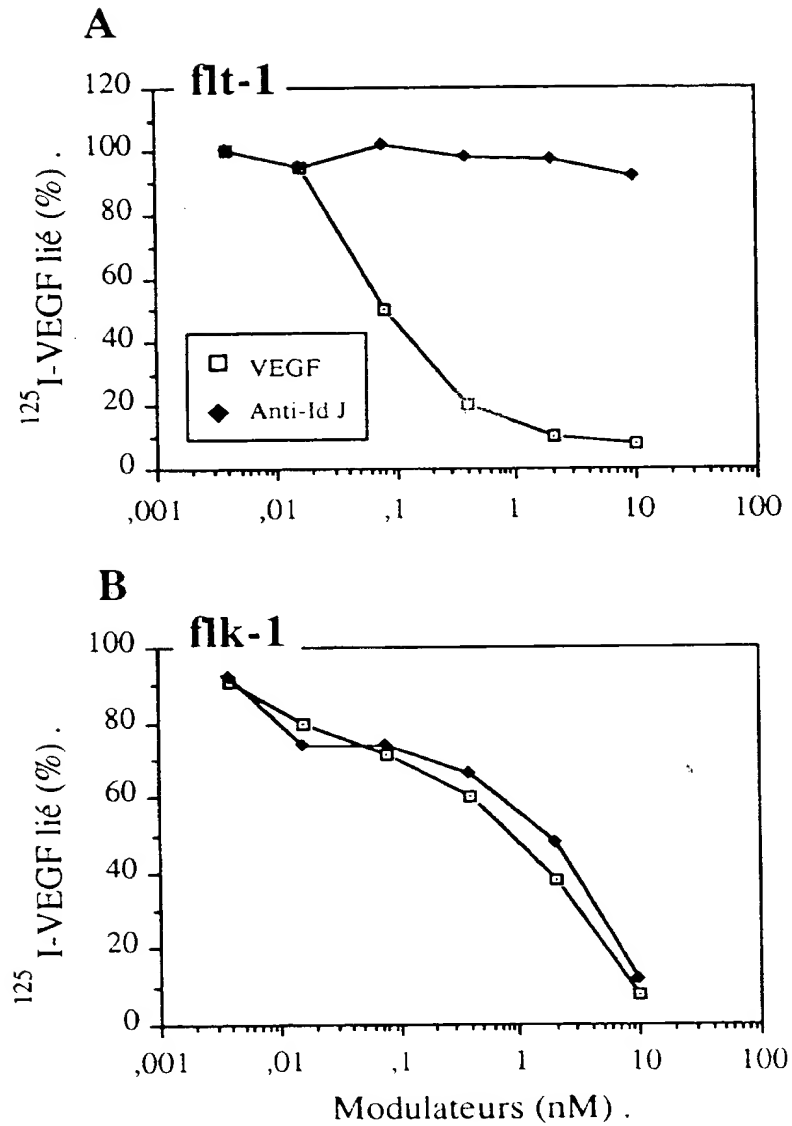 A
flt-1
120
100
80
60
40
20
0
125I-VEGF lié (%) .
VEGF
Anti-Id J
,001 ,01 ,1 1 10 100
B
flk-1
100
80
60
40
20
0
125I-VEGF lié (%) .
,001 ,01 ,1 1 10 100
Modulateurs (nM) .